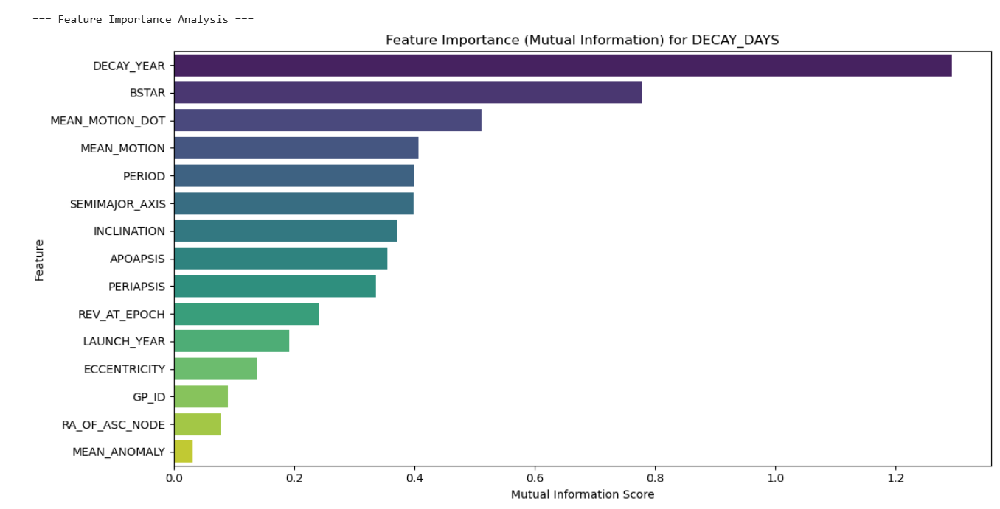 === Feature Importance Analysis ===
Feature Importance (Mutual Information) for DECAY_DAYS
DECAY_YEAR
BSTAR
MEAN_MOTION_DOT
MEAN_MOTION
PERIOD
SEMIMAJOR_AXIS
INCLINATION
APOAPSIS
PERIAPSIS
REV_AT_EPOCH
LAUNCH_YEAR
ECCENTRICITY
GP_ID
RA_OF_ASC_NODE
MEAN_ANOMALY
Feature
0.0 0.2 0.4 0.6 0.8 1.0 1.2
Mutual Information Score